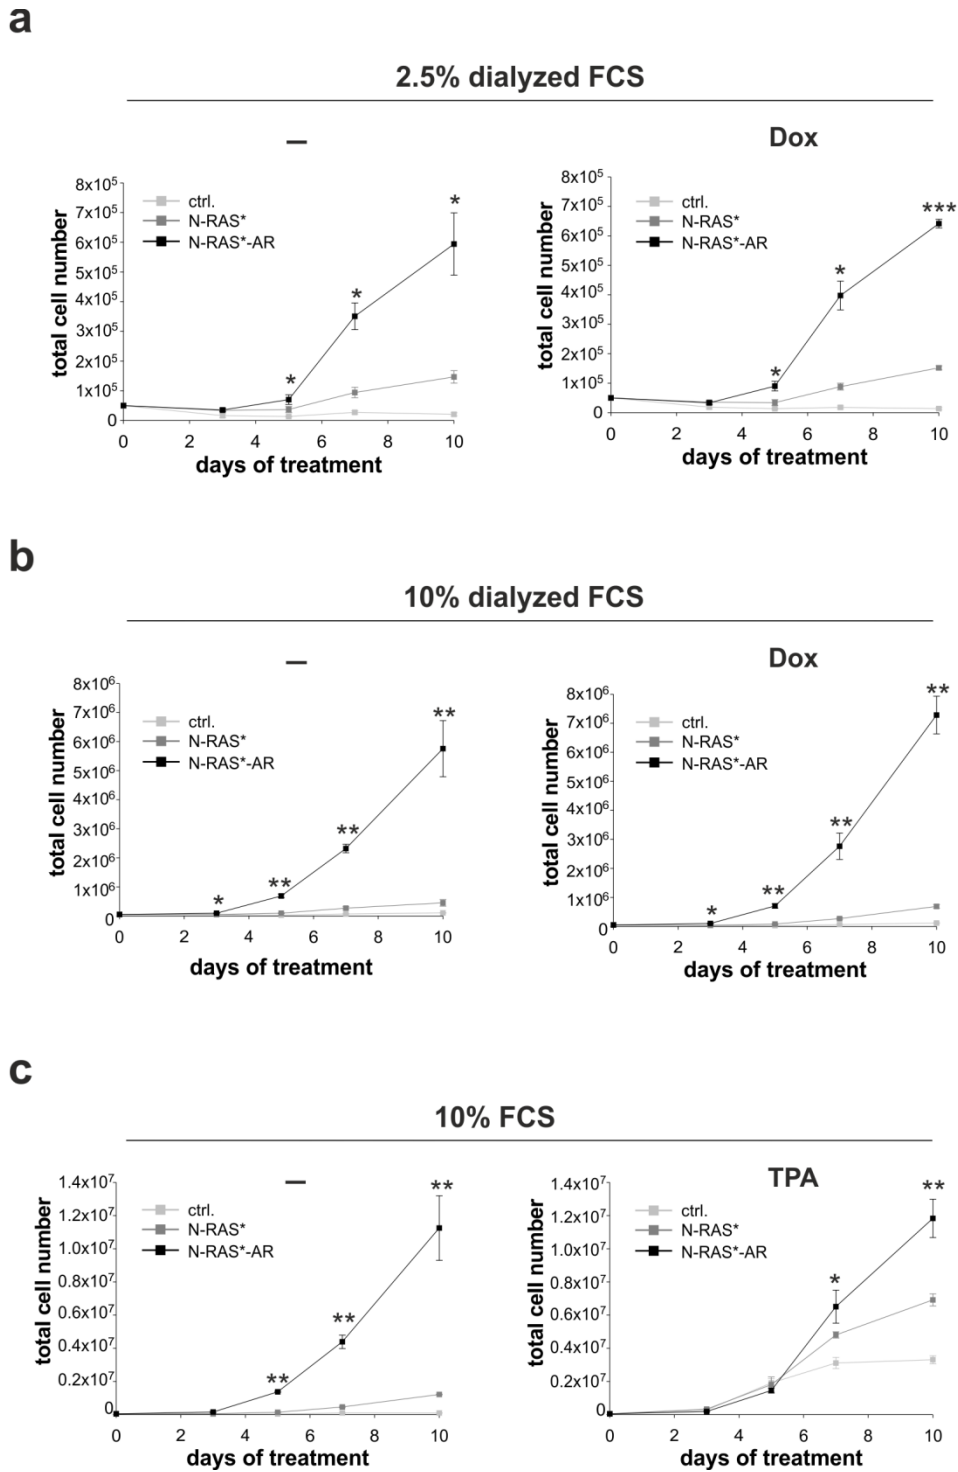 a
2.5% dialyzed FCS
–
Dox
total cell number
8x10⁵
7x10⁵
6x10⁵
5x10⁵
4x10⁵
3x10⁵
2x10⁵
1x10⁵
0
ctrl.
N-RAS*
N-RAS*-AR
*
*
*
0 2 4 6 8 10
days of treatment
total cell number
8x10⁵
7x10⁵
6x10⁵
5x10⁵
4x10⁵
3x10⁵
2x10⁵
1x10⁵
0
ctrl.
N-RAS*
N-RAS*-AR
*
*
***
0 2 4 6 8 10
days of treatment
b
10% dialyzed FCS
–
Dox
total cell number
8x10⁶
7x10⁶
6x10⁶
5x10⁶
4x10⁶
3x10⁶
2x10⁶
1x10⁶
0
ctrl.
N-RAS*
N-RAS*-AR
*
**
**
**
0 2 4 6 8 10
days of treatment
total cell number
8x10⁶
7x10⁶
6x10⁶
5x10⁶
4x10⁶
3x10⁶
2x10⁶
1x10⁶
0
ctrl.
N-RAS*
N-RAS*-AR
*
**
**
**
0 2 4 6 8 10
days of treatment
c
10% FCS
–
TPA
total cell number
1.4x10⁷
1.2x10⁷
1.0x10⁷
0.8x10⁷
0.6x10⁷
0.4x10⁷
0.2x10⁷
0
ctrl.
N-RAS*
N-RAS*-AR
**
**
**
0 2 4 6 8 10
days of treatment
total cell number
1.4x10⁷
1.2x10⁷
1.0x10⁷
0.8x10⁷
0.6x10⁷
0.4x10⁷
0.2x10⁷
0
ctrl.
N-RAS*
N-RAS*-AR
*
**
0 2 4 6 8 10
days of treatment